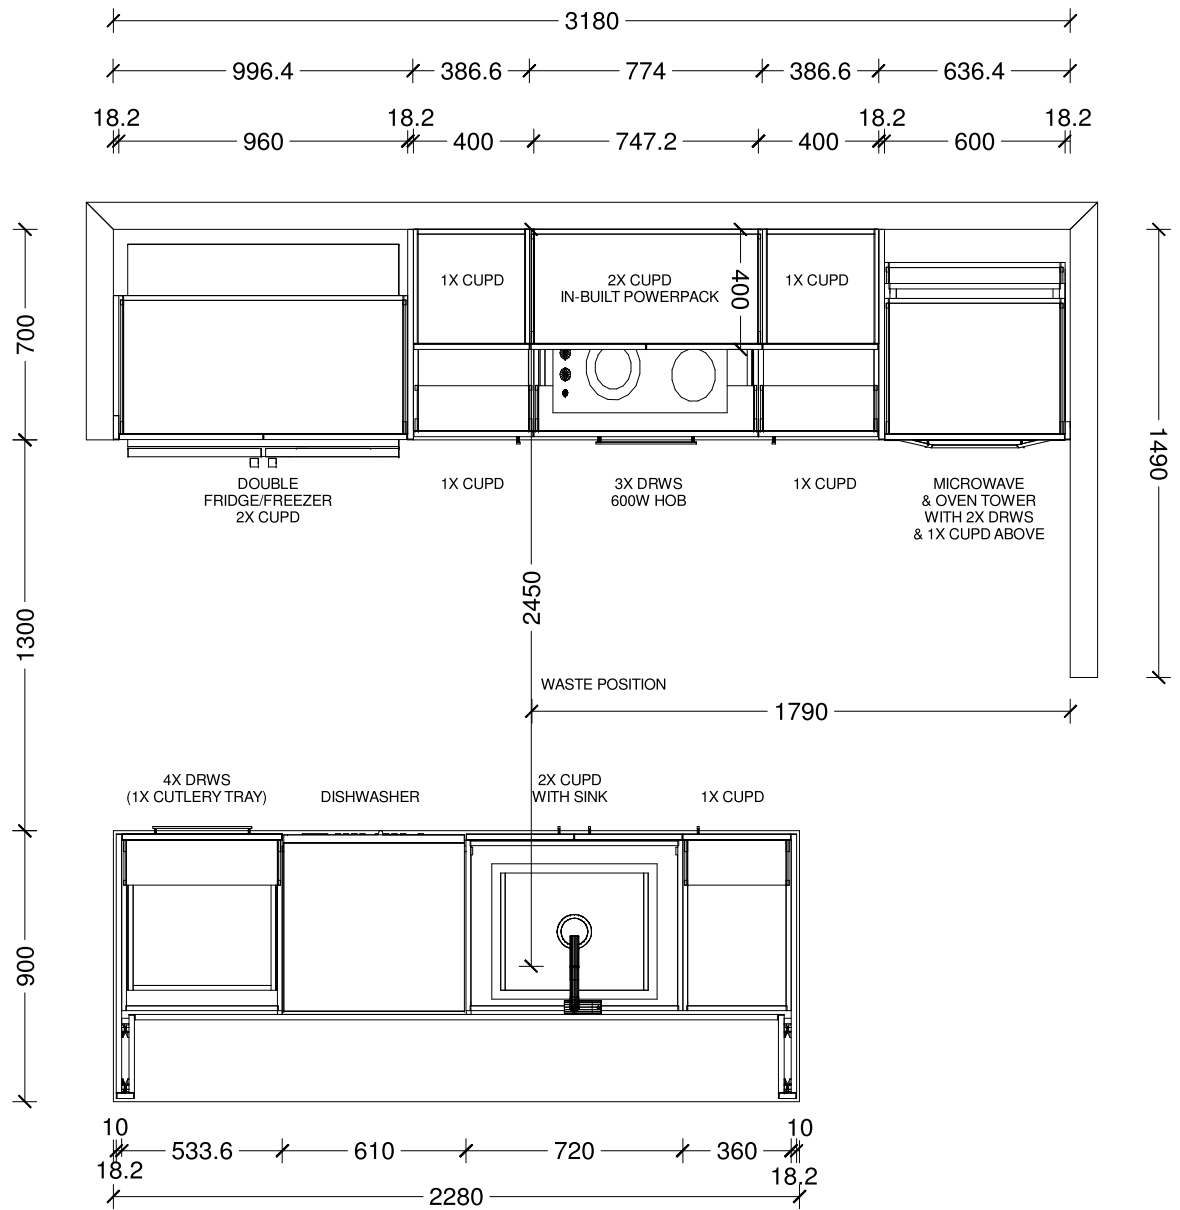 3180
996.4 386.6 774 386.6 636.4
18.2 18.2 18.2 18.2
960 400 747.2 400 600
1X CUPD
2X CUPD
IN-BUILT POWERPACK
1X CUPD
400
700
DOUBLE
FRIDGE/FREEZER
2X CUPD
1X CUPD
3X DRWS
600W HOB
1X CUPD
MICROWAVE
& OVEN TOWER
WITH 2X DRWS
& 1X CUPD ABOVE
1490
1300
2450
WASTE POSITION
1790
4X DRWS
(1X CUTLERY TRAY)
DISHWASHER
2X CUPD
WITH SINK
1X CUPD
900
10 10
533.6 610 720 360
18.2 18.2
2280